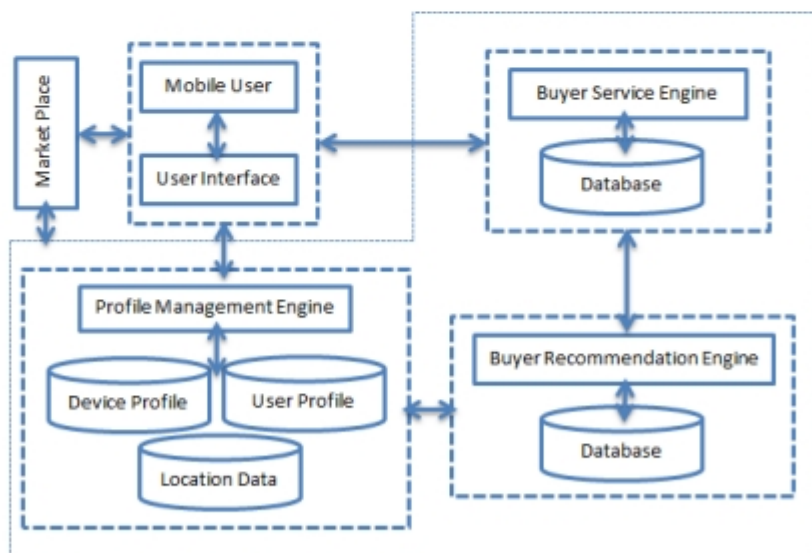 Market Place
Mobile User
User Interface
Buyer Service Engine
Database
Profile Management Engine
Device Profile
User Profile
Location Data
Buyer Recommendation Engine
Database